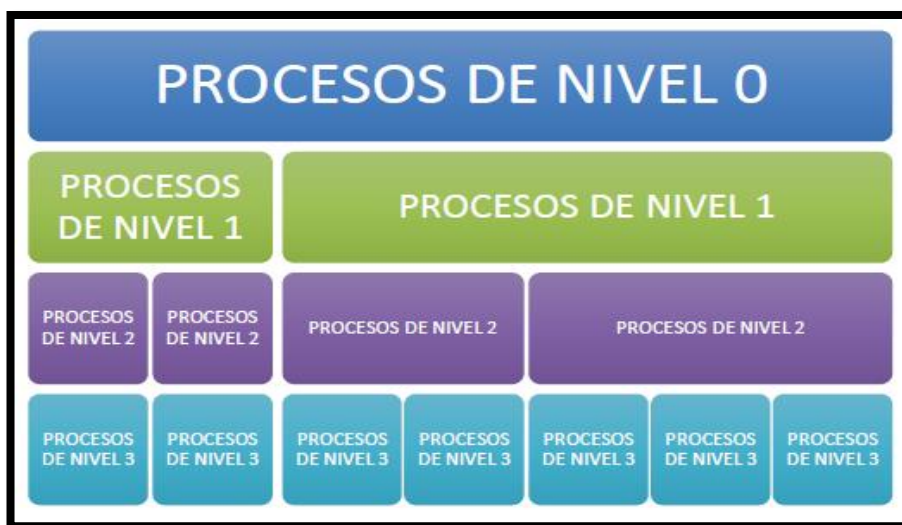 PROCESOS DE NIVEL 0
PROCESOS
DE NIVEL 1
PROCESOS DE NIVEL 1
PROCESOS
DE NIVEL 2
PROCESOS
DE NIVEL 2
PROCESOS DE NIVEL 2
PROCESOS DE NIVEL 2
PROCESOS
DE NIVEL 3
PROCESOS
DE NIVEL 3
PROCESOS
DE NIVEL 3
PROCESOS
DE NIVEL 3
PROCESOS
DE NIVEL 3
PROCESOS
DE NIVEL 3
PROCESOS
DE NIVEL 3